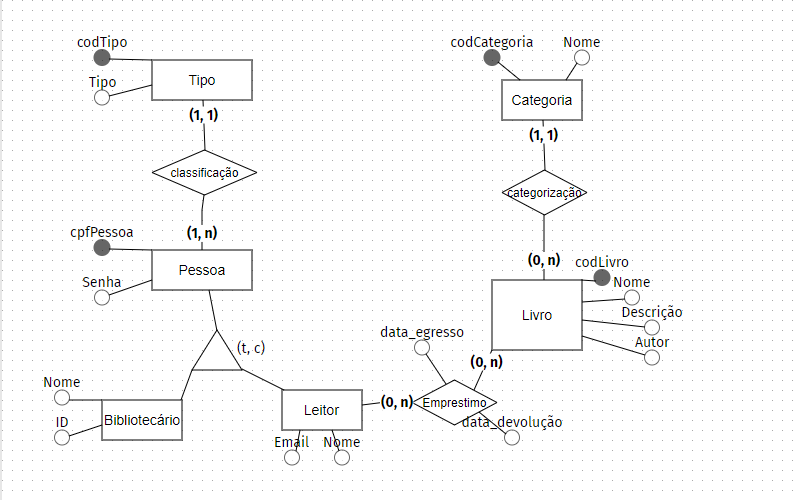 codTipo
Tipo
Tipo
(1, 1)
classificação
(1, n)
cpfPessoa
Senha
Pessoa
(t, c)
Nome
ID
Bibliotecário
Leitor
Email
Nome
(0, n)
Emprestimo
data_egresso
data_devolução
(0, n)
codCategoria
Nome
Categoria
(1, 1)
categorização
(0, n)
codLivro
Nome
Descrição
Autor
Livro